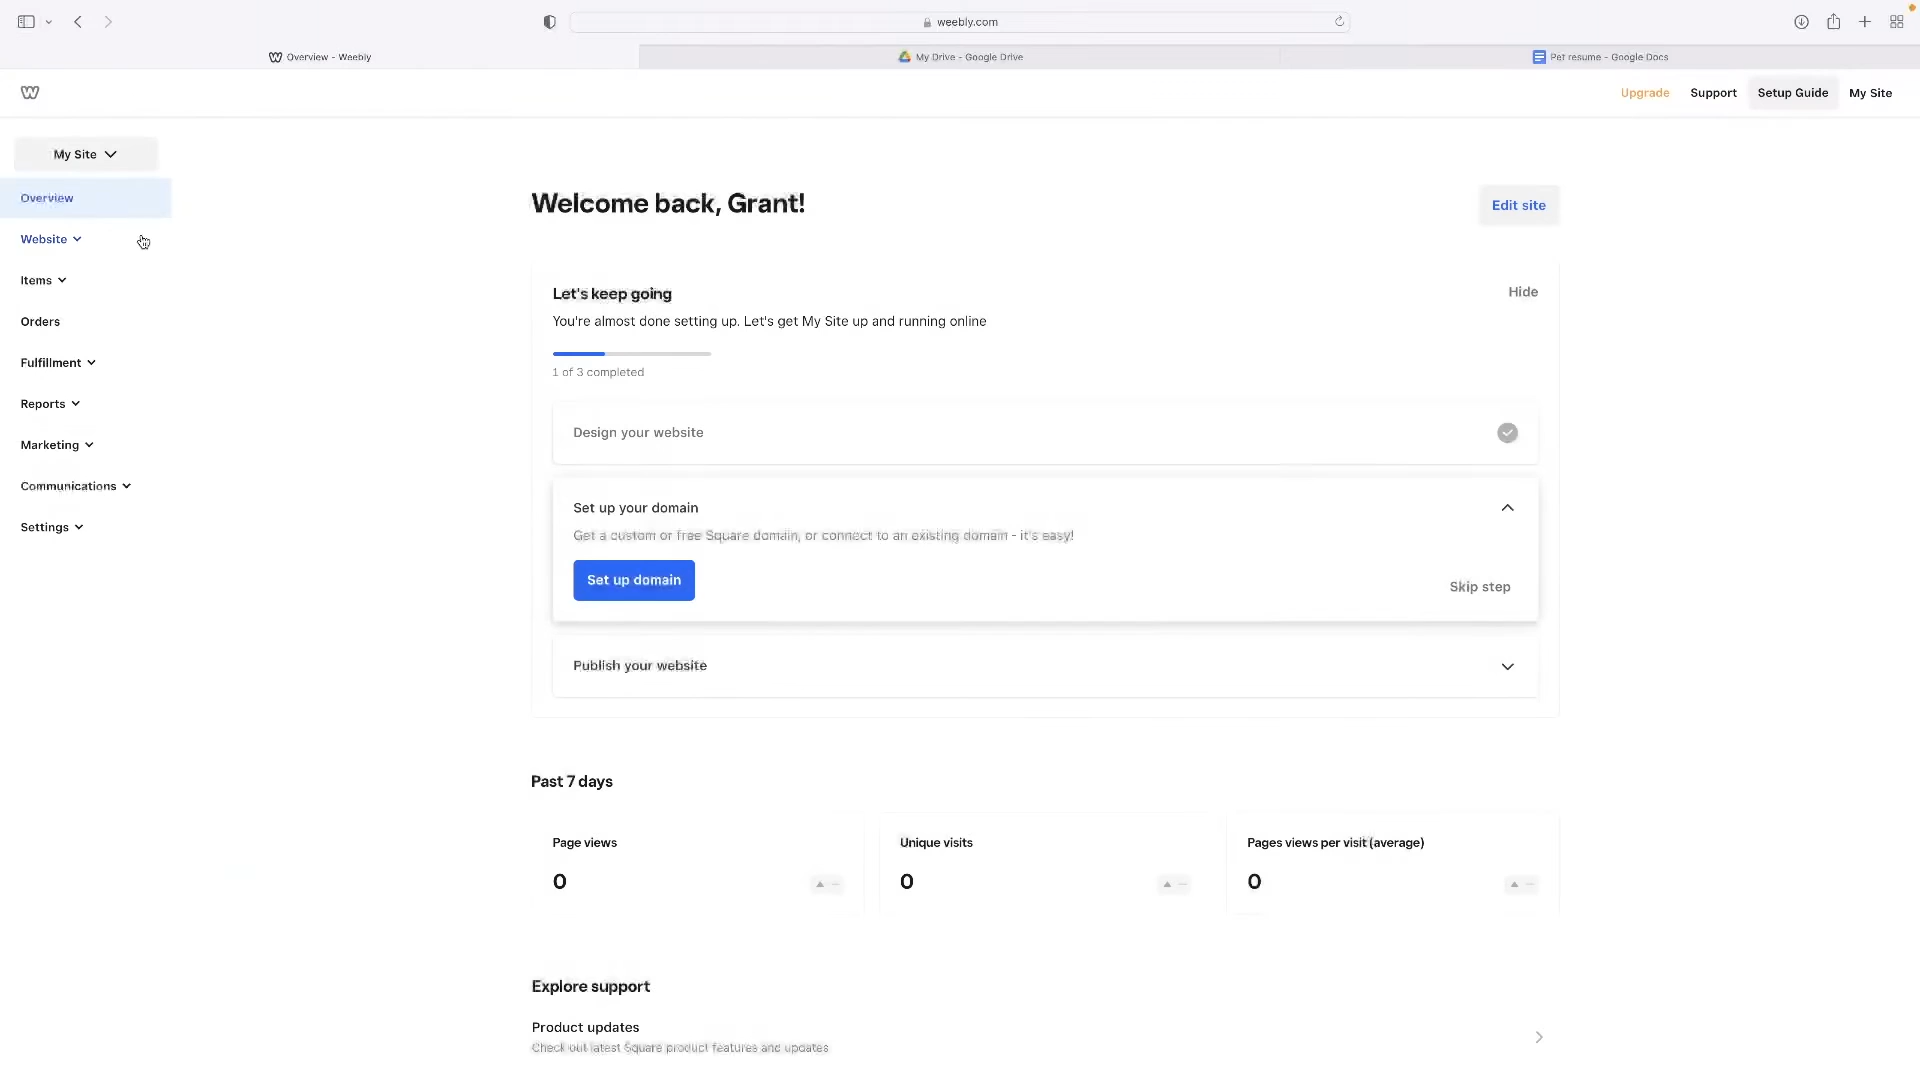 weebly.com
Overview - Weebly
My Drive - Google Drive
Pet resume - Google Docs
Upgrade
Support
Setup Guide
My Site
My Site
Overview
Website
Items
Orders
Fulfillment
Reports
Marketing
Communications
Settings
Welcome back, Grant!
Edit site
Let's keep going
Hide
You're almost done setting up. Let's get My Site up and running online
1 of 3 completed
Design your website
Set up your domain
Get a custom or free Square domain, or connect to an existing domain - it's easy!
Set up domain
Skip step
Publish your website
Past 7 days
Page views
0
Unique visits
0
Pages views per visit (average)
0
Explore support
Product updates
Check out latest Square product features and updates